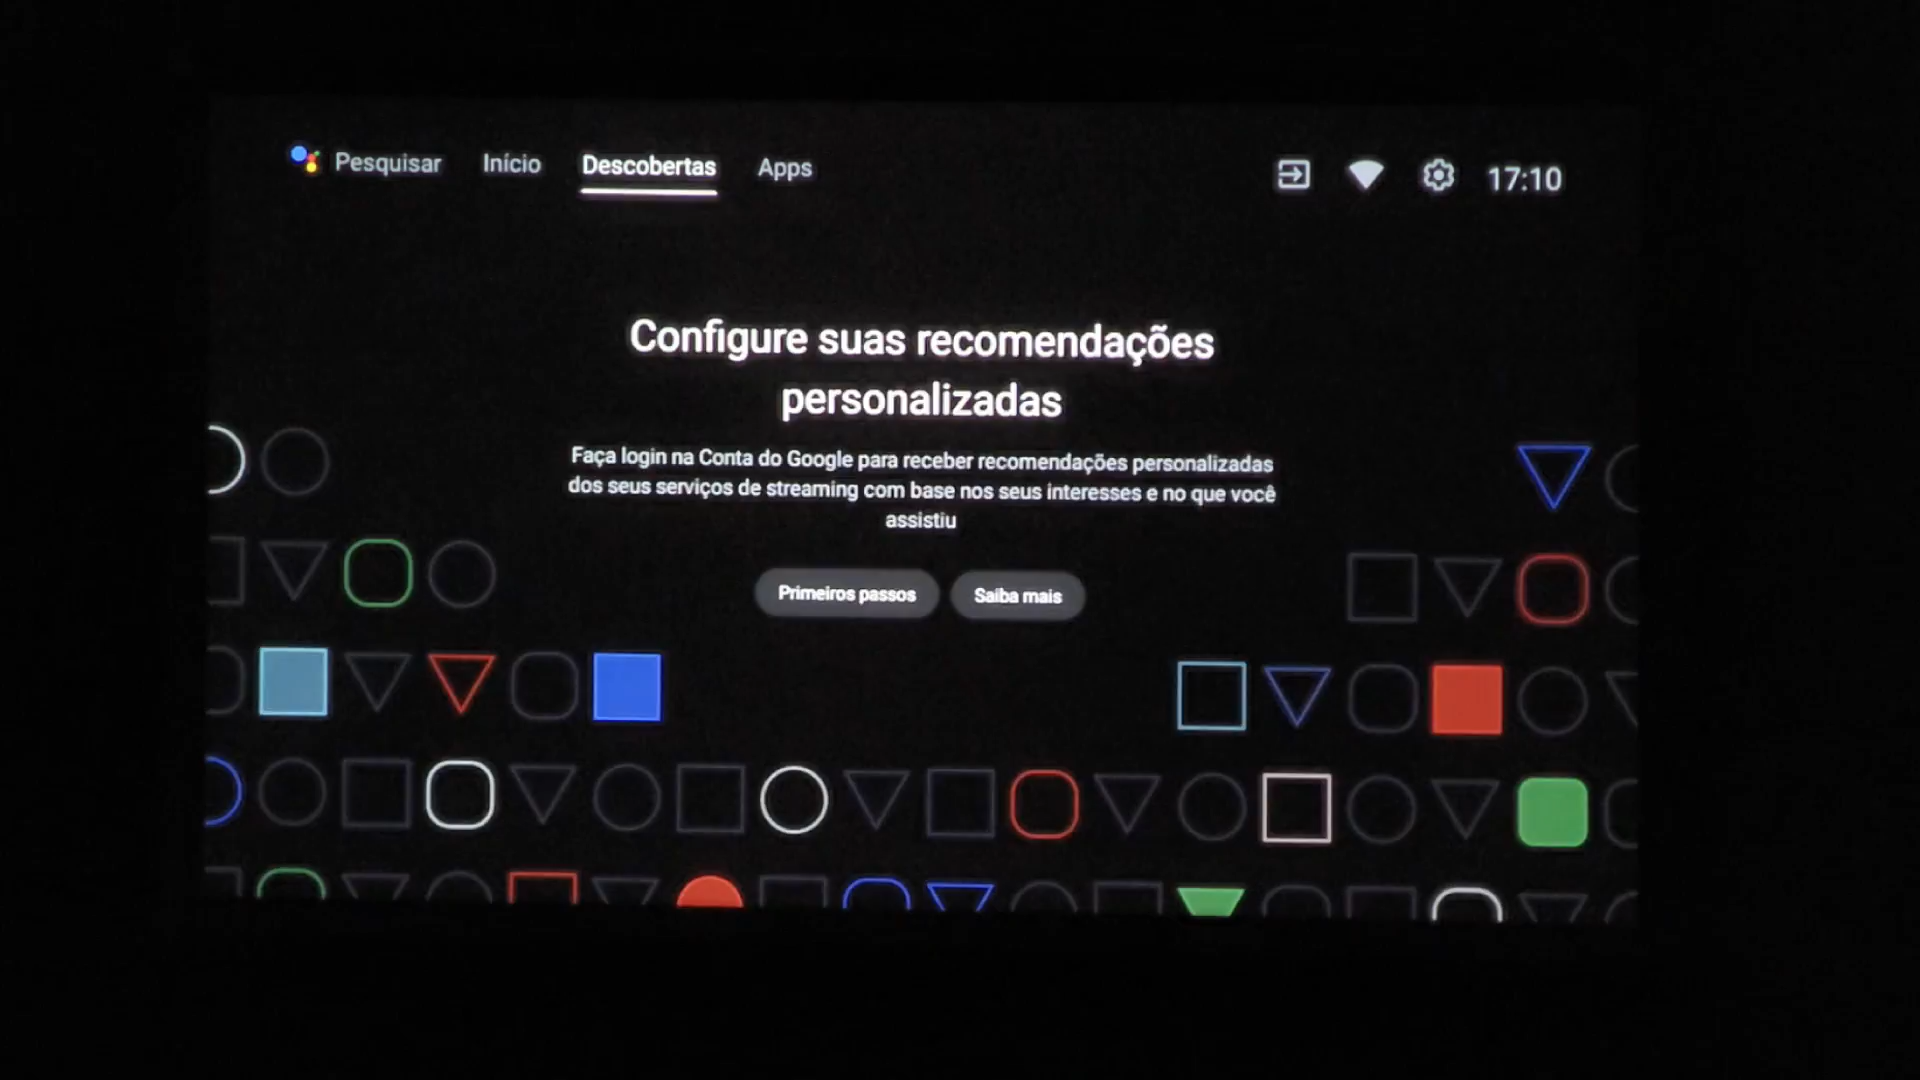 Pesquisar Início Descobertas Apps 17:10
Configure suas recomendações
personalizadas
Faça login na Conta do Google para receber recomendações personalizadas
dos seus serviços de streaming com base nos seus interesses e no que você
assistiu
Primeiros passos Saiba mais